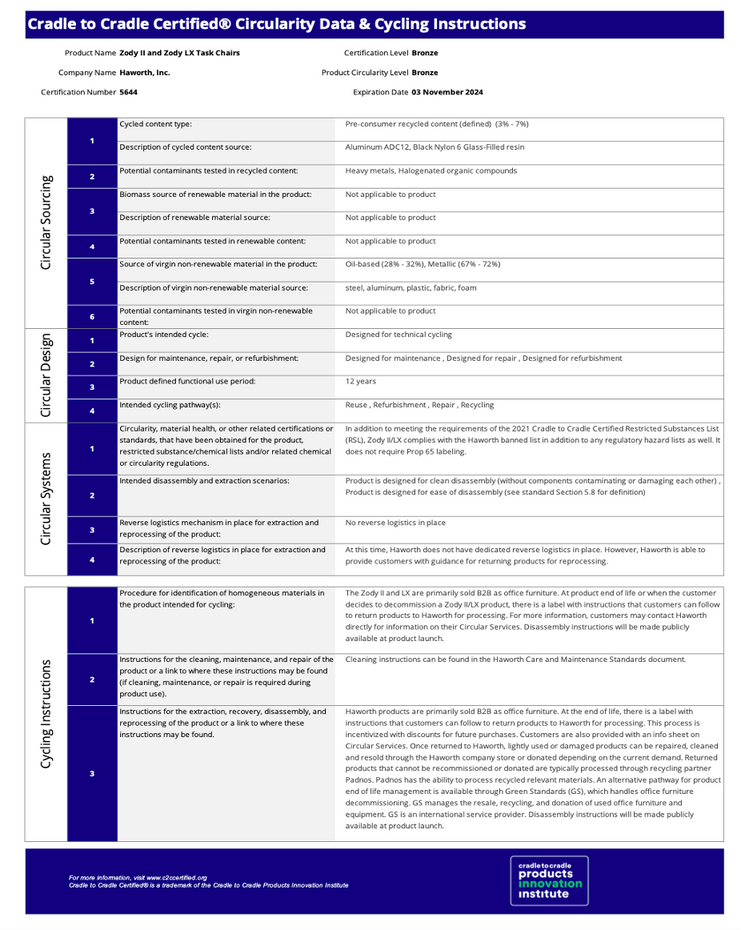 Cradle to Cradle Certified® Circularity Data & Cycling Instructions
Product Name Zody II and Zody LX Task Chairs
Certification Level Bronze
Company Name Haworth, Inc.
Product Circularity Level Bronze
Certification Number 5644
Expiration Date 03 November 2024
Circular Sourcing
1
Cycled content type:
Pre-consumer recycled content (defined) (3% - 7%)
Description of cycled content source:
Aluminum ADC12, Black Nylon 6 Glass-Filled resin
2
Potential contaminants tested in recycled content:
Heavy metals, Halogenated organic compounds
3
Biomass source of renewable material in the product:
Not applicable to product
Description of renewable material source:
Not applicable to product
4
Potential contaminants tested in renewable content:
Not applicable to product
5
Source of virgin non-renewable material in the product:
Oil-based (28% - 32%), Metallic (67% - 72%)
Description of virgin non-renewable material source:
steel, aluminum, plastic, fabric, foam
6
Potential contaminants tested in virgin non-renewable
content:
Not applicable to product
Circular Design
1
Product's intended cycle:
Designed for technical cycling
2
Design for maintenance, repair, or refurbishment:
Designed for maintenance , Designed for repair , Designed for refurbishment
3
Product defined functional use period:
12 years
4
Intended cycling pathway(s):
Reuse , Refurbishment , Repair , Recycling
Circular Systems
1
Circularity, material health, or other related certifications or
standards, that have been obtained for the product,
restricted substance/chemical lists and/or related chemical
or circularity regulations.
In addition to meeting the requirements of the 2021 Cradle to Cradle Certified Restricted Substances List
(RSL), Zody II/LX complies with the Haworth banned list in addition to any regulatory hazard lists as well. It
does not require Prop 65 labeling.
2
Intended disassembly and extraction scenarios:
Product is designed for clean disassembly (without components contaminating or damaging each other) ,
Product is designed for ease of disassembly (see standard Section 5.8 for definition)
3
Reverse logistics mechanism in place for extraction and
reprocessing of the product:
No reverse logistics in place
4
Description of reverse logistics in place for extraction and
reprocessing of the product:
At this time, Haworth does not have dedicated reverse logistics in place. However, Haworth is able to
provide customers with guidance for returning products for reprocessing.
Cycling Instructions
1
Procedure for identification of homogeneous materials in
the product intended for cycling:
The Zody II and LX are primarily sold B2B as office furniture. At product end of life or when the customer
decides to decommission a Zody II/LX product, there is a label with instructions that customers can follow
to return products to Haworth for processing. For more information, customers may contact Haworth
directly for information on their Circular Services. Disassembly instructions will be made publicly
available at product launch.
2
Instructions for the cleaning, maintenance, and repair of the
product or a link to where these instructions may be found
(if cleaning, maintenance, or repair is required during
product use).
Cleaning instructions can be found in the Haworth Care and Maintenance Standards document.
3
Instructions for the extraction, recovery, disassembly, and
reprocessing of the product or a link to where these
instructions may be found.
Haworth products are primarily sold B2B as office furniture. At the end of life, there is a label with
instructions that customers can follow to return products to Haworth for processing. This process is
incentivized with discounts for future purchases. Customers are also provided with an info sheet on
Circular Services. Once returned to Haworth, lightly used or damaged products can be repaired, cleaned
and resold through the Haworth company store or donated depending on the current demand. Returned
products that cannot be recommissioned or donated are typically processed through recycling partner
Padnos. Padnos has the ability to process recycled relevant materials. An alternative pathway for product
end of life management is available through Green Standards (GS), which handles office furniture
decommissioning. GS manages the resale, recycling, and donation of used office furniture and
equipment. GS is an international service provider. Disassembly instructions will be made publicly
available at product launch.
For more information, visit www.c2ccertified.org
Cradle to Cradle Certified® is a trademark of the Cradle to Cradle Products Innovation Institute
cradletocradle
products
innovation
institute